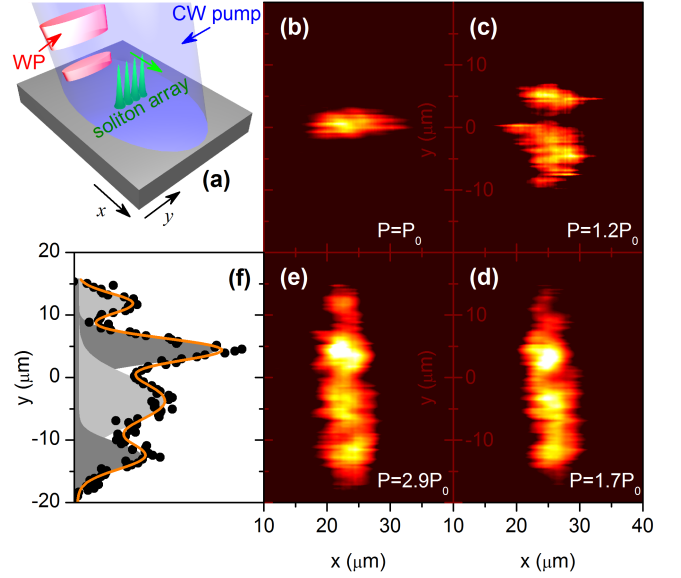 CW pump
WP
soliton array
(a)
x
y
(b)
y (μm)
10
0
-10
P=P0
(c)
P=1.2P0
(f)
y (μm)
20
10
0
-10
-20
(e)
P=2.9P0
(d)
y (μm)
10
0
-10
P=1.7P0
10 20 30
20 30 40
x (μm)
x (μm)